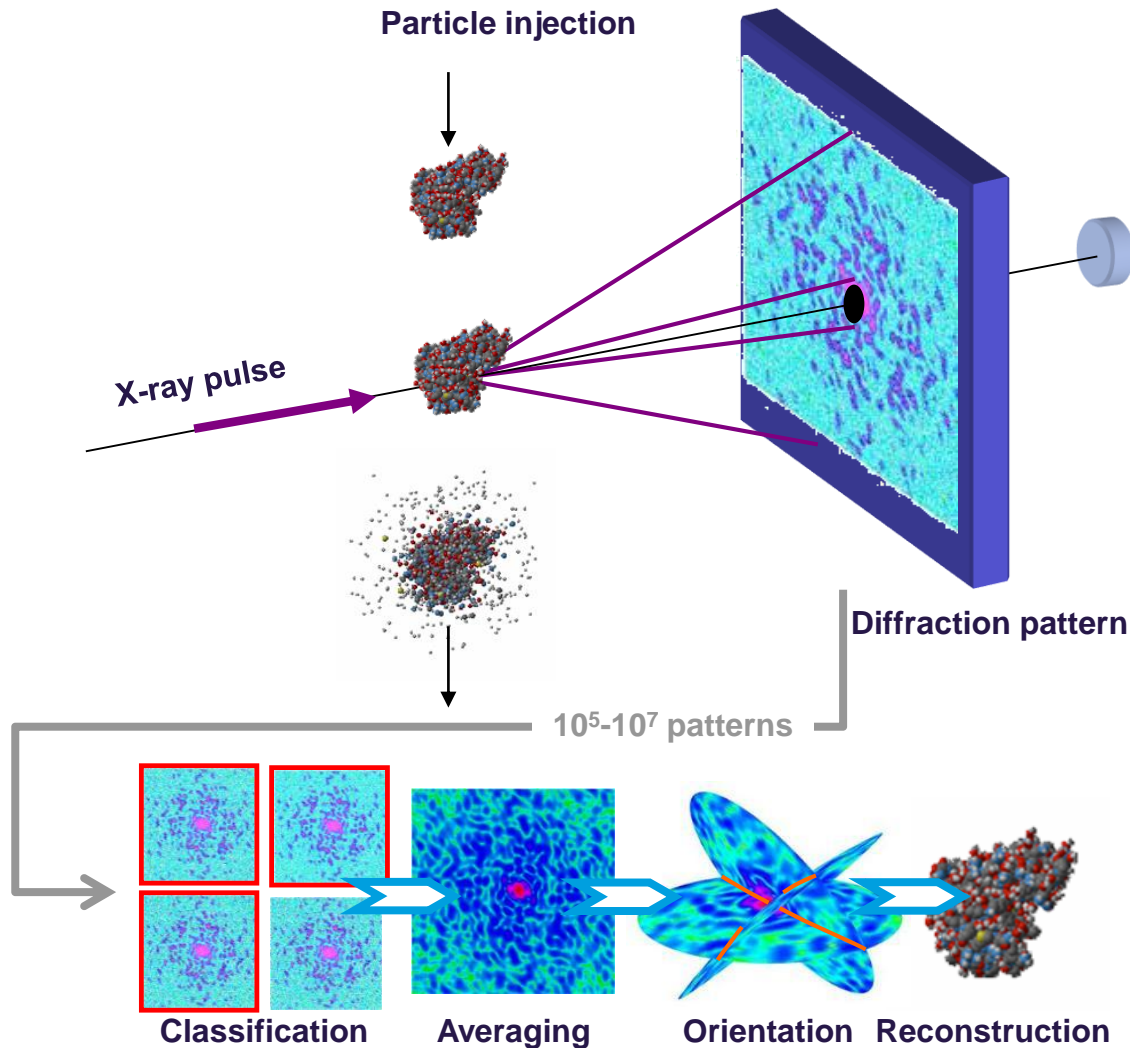 Particle injection
X-ray pulse
Diffraction pattern
10⁵-10⁷ patterns
Classification
Averaging
Orientation
Reconstruction